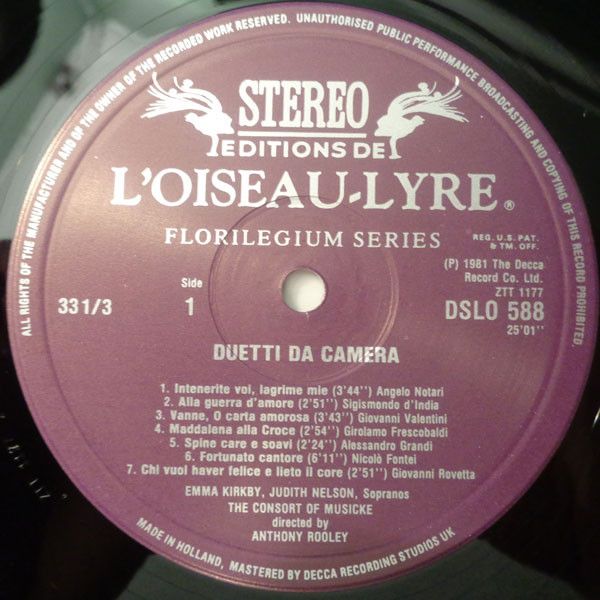 ALL RIGHTS OF THE MANUFACTURER AND OF THE OWNER OF THE RECORDED WORK RESERVED. UNAUTHORISED PUBLIC PERFORMANCE BROADCASTING AND COPYING OF THIS RECORD PROHIBITED.
STEREO
EDITIONS DE
L'OISEAU-LYRE®
FLORILEGIUM SERIES
REG. U.S. PAT.
& TM. OFF.
(P) 1981 The Decca
Record Co. Ltd.
ZTT 1177
33 1/3
Side
1
DSLO 588
25'01''
DUETTI DA CAMERA
1. Intenerite voi, lagrime mie (3'44'') Angelo Notari
2. Alla guerra d'amore (2'51'') Sigismondo d'India
3. Vanne, O carta amorosa (3'43'') Giovanni Valentini
4. Maddalena alla Croce (2'54'') Girolamo Frescobaldi
5. Spine care e soavi (2'24'') Alessandro Grandi
6. Fortunato cantore (6'11'') Nicolò Fontei
7. Chi vuol haver felice e lieto il core (2'51'') Giovanni Rovetta
EMMA KIRKBY, JUDITH NELSON, Sopranos
THE CONSORT OF MUSICKE
directed by
ANTHONY ROOLEY
MADE IN HOLLAND, MASTERED BY DECCA RECORDING STUDIOS UK